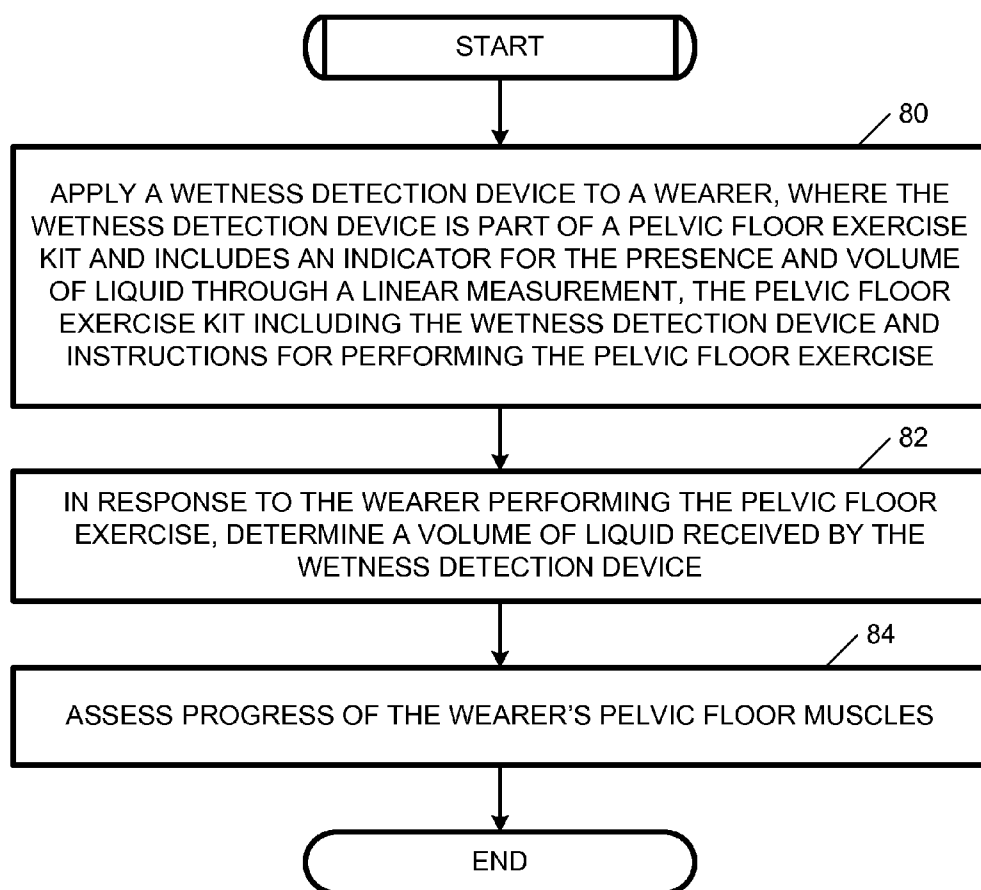 START
80
APPLY A WETNESS DETECTION DEVICE TO A WEARER, WHERE THE
WETNESS DETECTION DEVICE IS PART OF A PELVIC FLOOR EXERCISE
KIT AND INCLUDES AN INDICATOR FOR THE PRESENCE AND VOLUME
OF LIQUID THROUGH A LINEAR MEASUREMENT, THE PELVIC FLOOR
EXERCISE KIT INCLUDING THE WETNESS DETECTION DEVICE AND
INSTRUCTIONS FOR PERFORMING THE PELVIC FLOOR EXERCISE
82
IN RESPONSE TO THE WEARER PERFORMING THE PELVIC FLOOR
EXERCISE, DETERMINE A VOLUME OF LIQUID RECEIVED BY THE
WETNESS DETECTION DEVICE
84
ASSESS PROGRESS OF THE WEARER’S PELVIC FLOOR MUSCLES
END